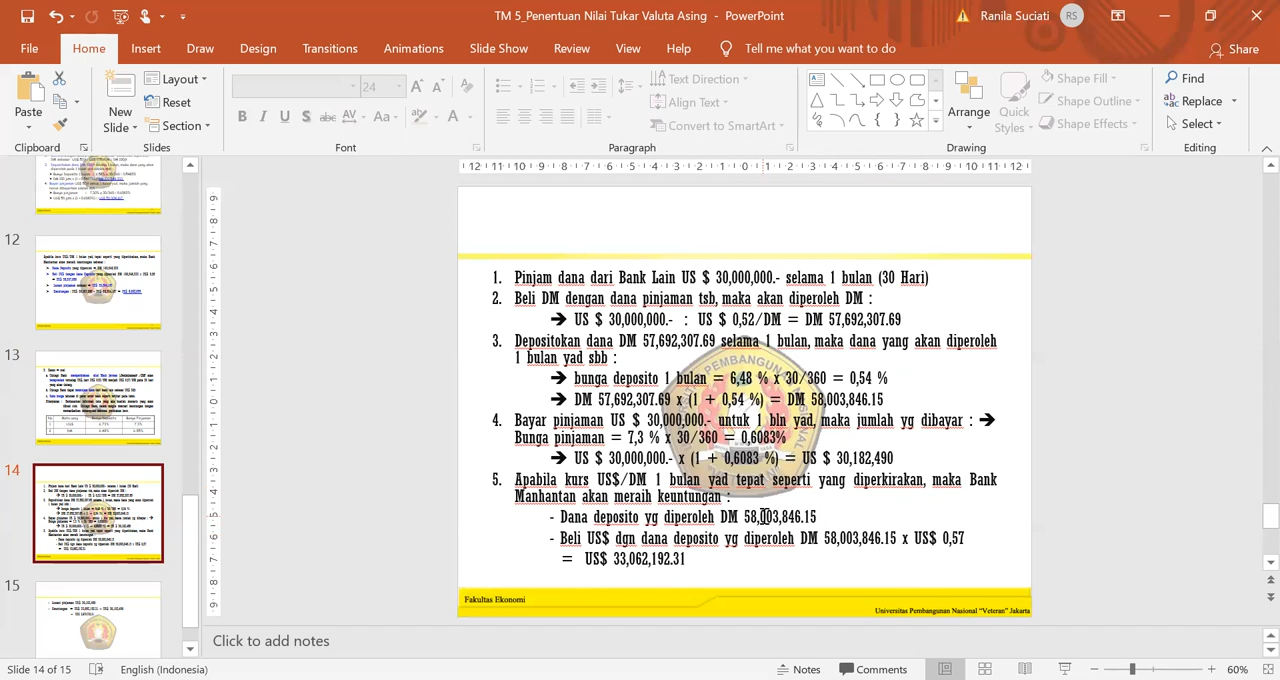 TM 5_Penentuan Nilai Tukar Valuta Asing - PowerPoint
Ranila Suciati RS
File Home Insert Draw Design Transitions Animations Slide Show Review View Help Tell me what you want to do Share
Paste
Clipboard
New Slide
Layout
Reset
Section
Slides
24
Font
Text Direction
Align Text
Convert to SmartArt
Paragraph
Arrange
Quick Styles
Shape Fill
Shape Outline
Shape Effects
Drawing
Find
Replace
Select
Editing
12
13
14
15
1. Pinjam dana dari Bank Lain US $ 30,000,000.- selama 1 bulan (30 Hari)
2. Beli DM dengan dana pinjaman tsb, maka akan diperoleh DM :
➔ US $ 30,000,000.- : US $ 0,52/DM = DM 57,692,307.69
3. Depositokan dana DM 57,692,307.69 selama 1 bulan, maka dana yang akan diperoleh
1 bulan yad sbb :
➔ bunga deposito 1 bulan = 6,48 % x 30/360 = 0,54 %
➔ DM 57,692,307.69 x (1 + 0,54 %) = DM 58,003,846.15
4. Bayar pinjaman US $ 30,000,000.- untuk 1 bln yad, maka jumlah yg dibayar : ➔
Bunga pinjaman = 7,3 % x 30/360 = 0,6083%
➔ US $ 30,000,000.- x (1 + 0,6083 %) = US $ 30,182,490
5. Apabila kurs US$/DM 1 bulan yad tepat seperti yang diperkirakan, maka Bank
Manhantan akan meraih keuntungan :
- Dana deposito yg diperoleh DM 58,003,846.15
- Beli US$ dgn dana deposito yg diperoleh DM 58,003,846.15 x US$ 0,57
= US$ 33,062,192.31
Fakultas Ekonomi
Universitas Pembangunan Nasional “Veteran” Jakarta
Click to add notes
Slide 14 of 15 English (Indonesia) Notes Comments 60%